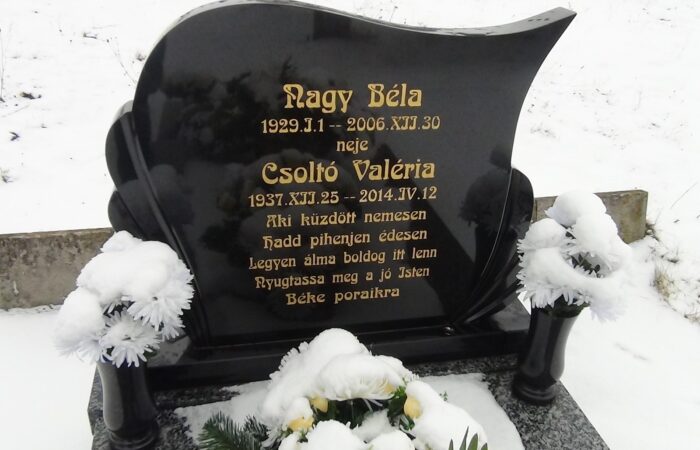 Nagy Béla
1929.I.1 -- 2006.XII.30
neje
Csoltó Valéria
1937.XII.25 -- 2014.IV.12
Aki küzdött nemesen
hadd pihenjen édesen
Legyen álma boldog itt lenn
Nyugtassa meg a jó Isten
Béke poraikra